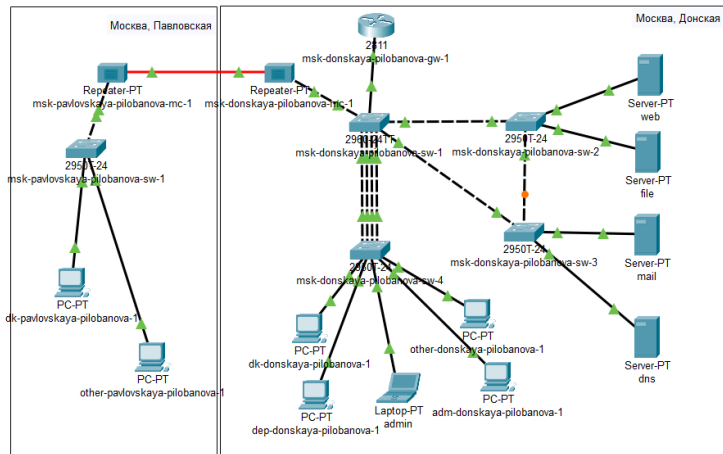 Москва, Павловская
Москва, Донская
2811
msk-donskaya-pilobanova-gw-1
Repeater-PT
msk-pavlovskaya-pilobanova-mc-1
Repeater-PT
msk-donskaya-pilobanova-mc-1
2950T-24
msk-pavlovskaya-pilobanova-sw-1
2960-24TT
msk-donskaya-pilobanova-sw-1
2950T-24
msk-donskaya-pilobanova-sw-2
Server-PT
web
Server-PT
file
2950T-24
msk-donskaya-pilobanova-sw-3
2950T-24
msk-donskaya-pilobanova-sw-4
Server-PT
mail
PC-PT
dk-pavlovskaya-pilobanova-1
PC-PT
other-pavlovskaya-pilobanova-1
PC-PT
dk-donskaya-pilobanova-1
PC-PT
other-donskaya-pilobanova-1
Server-PT
dns
PC-PT
dep-donskaya-pilobanova-1
Laptop-PT
admin
PC-PT
adm-donskaya-pilobanova-1